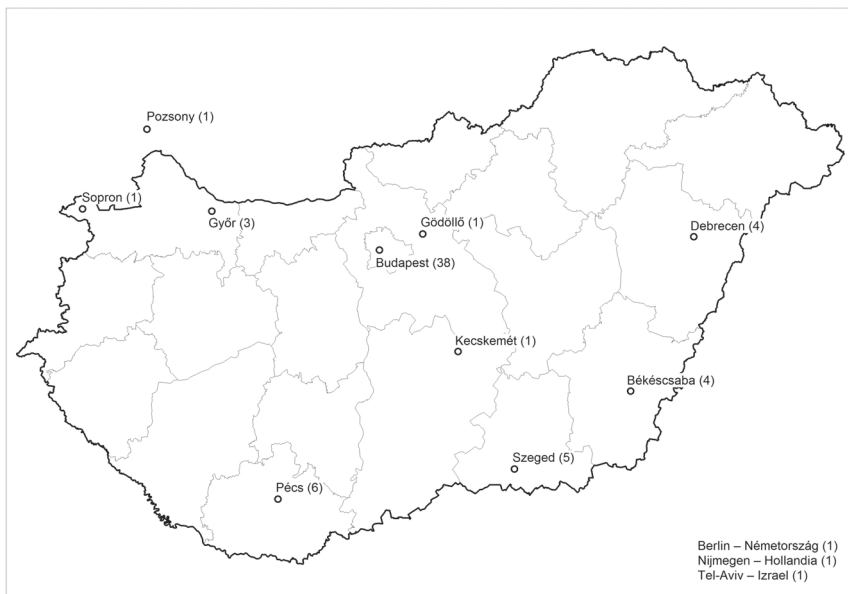 Pozsony (1)
Sopron (1)
Győr (3)
Gödöllő (1)
Debrecen (4)
Budapest (38)
Kecskemét (1)
Békéscsaba (4)
Szeged (5)
Pécs (6)
Berlin – Németország (1)
Nijmegen – Hollandia (1)
Tel-Aviv – Izrael (1)